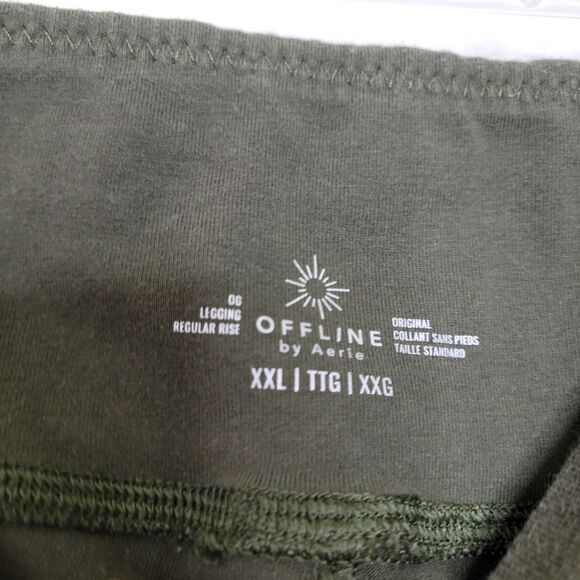 OG
LEGGING
REGULAR RISE
OFFLINE
by Aerie
ORIGINAL
COLLANT SANS PIEDS
TAILLE STANDARD
XXL | TTG | XXG